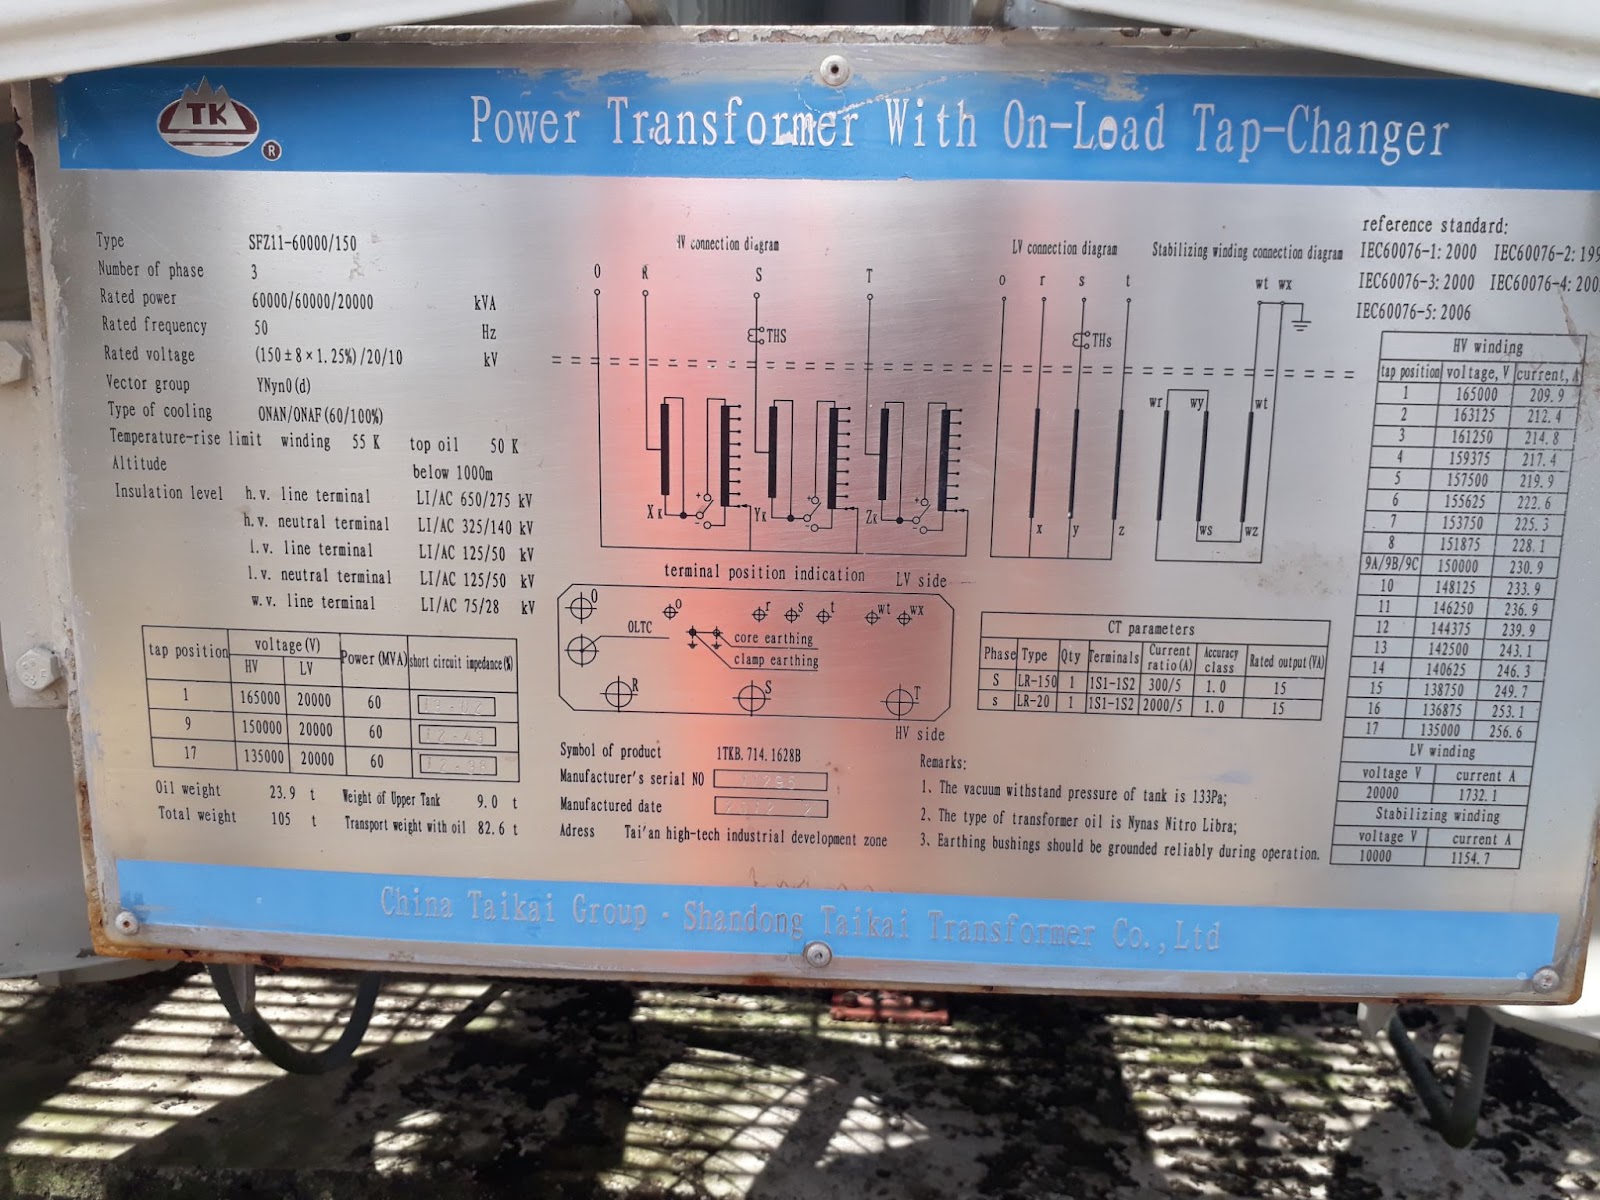 TK
®
Power Transformer With On-Load Tap-Changer
Type SFZ11-60000/150
Number of phase 3
Rated power 60000/60000/20000 kVA
Rated frequency 50 Hz
Rated voltage (150±8×1.25%)/20/10 kV
Vector group YNyn0(d)
Type of cooling ONAN/ONAF(60/100%)
Temperature-rise limit winding 55 K top oil 50 K
Altitude below 1000m
Insulation level h.v. line terminal LI/AC 650/275 kV
h.v. neutral terminal LI/AC 325/140 kV
l.v. line terminal LI/AC 125/50 kV
l.v. neutral terminal LI/AC 125/50 kV
w.v. line terminal LI/AC 75/28 kV
tap position voltage(V) Power(MVA) short circuit impedance(%)
HV LV
1 165000 20000 60
9 150000 20000 60
17 135000 20000 60
Oil weight 23.9 t Weight of Upper Tank 9.0 t
Total weight 105 t Transport weight with oil 82.6 t
HV connection diagram
O R S T
THS
Xk Yk Zk
+ - + - + -
LV connection diagram
o r s t
THs
x y z
Stabilizing winding connection diagram
wt wx
wr wy wt
ws wz
terminal position indication LV side
O o r s t wt wx
OLTC
core earthing
clamp earthing
R S T
HV side
CT parameters
Phase Type Qty Terminals Current ratio(A) Accuracy class Rated output(VA)
S LR-150 1 1S1-1S2 300/5 1.0 15
s LR-20 1 1S1-1S2 2000/5 1.0 15
Symbol of product 1TKB.714.1628B
Manufacturer's serial NO
Manufactured date
Adress Tai'an high-tech industrial development zone
Remarks:
1、The vacuum withstand pressure of tank is 133Pa;
2、The type of transformer oil is Nynas Nitro Libra;
3、Earthing bushings should be grounded reliably during operation.
reference standard:
IEC60076-1:2000 IEC60076-2:199
IEC60076-3:2000 IEC60076-4:200
IEC60076-5:2006
HV winding
tap position voltage, V current, A
1 165000 209.9
2 163125 212.4
3 161250 214.8
4 159375 217.4
5 157500 219.9
6 155625 222.6
7 153750 225.3
8 151875 228.1
9A/9B/9C 150000 230.9
10 148125 233.9
11 146250 236.9
12 144375 239.9
13 142500 243.1
14 140625 246.3
15 138750 249.7
16 136875 253.1
17 135000 256.6
LV winding
voltage V current A
20000 1732.1
Stabilizing winding
voltage V current A
10000 1154.7
China Taikai Group · Shandong Taikai Transformer Co.,Ltd